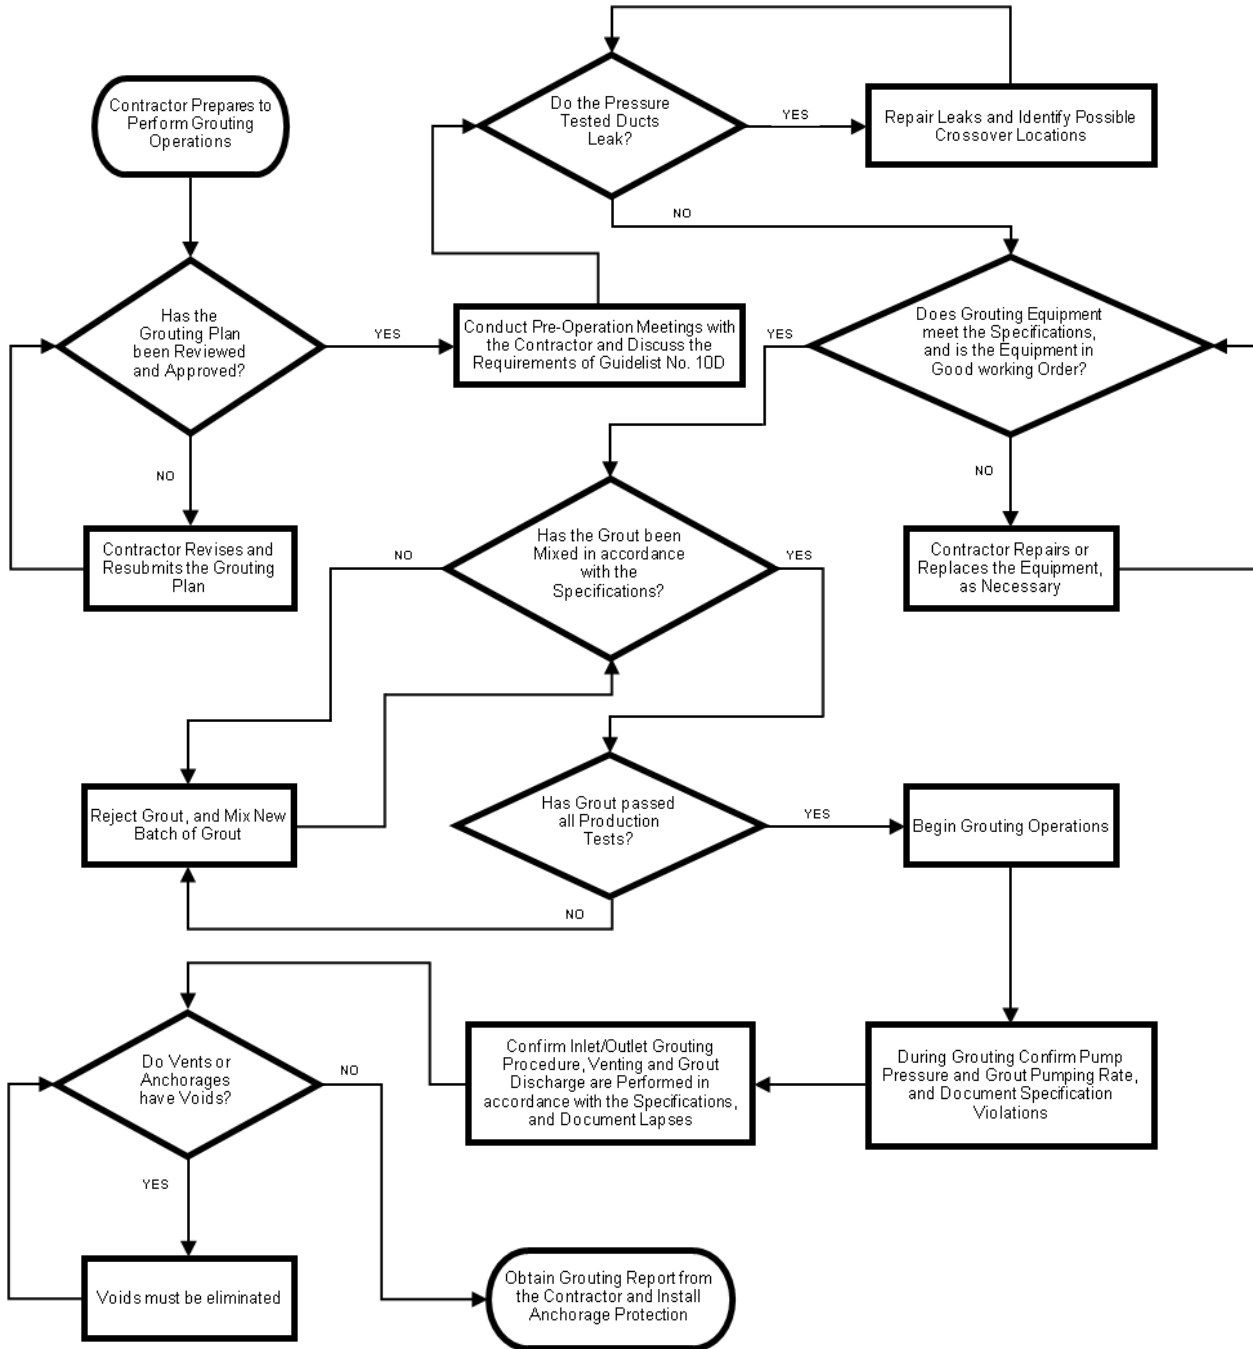 Contractor Prepares to
Perform Grouting
Operations
Do the Pressure
Tested Ducts
Leak?
YES
Repair Leaks and Identify Possible
Crossover Locations
NO
Has the
Grouting Plan
been Reviewed
and Approved?
YES
Conduct Pre-Operation Meetings with
the Contractor and Discuss the
Requirements of Guidelist No. 10D
YES
Does Grouting Equipment
meet the Specifications,
and is the Equipment in
Good working Order?
NO
NO
Contractor Revises and
Resubmits the Grouting
Plan
NO
Has the Grout been
Mixed in accordance
with the
Specifications?
YES
Contractor Repairs or
Replaces the Equipment,
as Necessary
Reject Grout, and Mix New
Batch of Grout
Has Grout passed
all Production
Tests?
YES
Begin Grouting Operations
NO
Do Vents or
Anchorages
have Voids?
NO
Confirm Inlet/Outlet Grouting
Procedure, Venting and Grout
Discharge are Performed in
accordance with the Specifications,
and Document Lapses
During Grouting Confirm Pump
Pressure and Grout Pumping Rate,
and Document Specification
Violations
YES
Voids must be eliminated
Obtain Grouting Report from
the Contractor and Install
Anchorage Protection